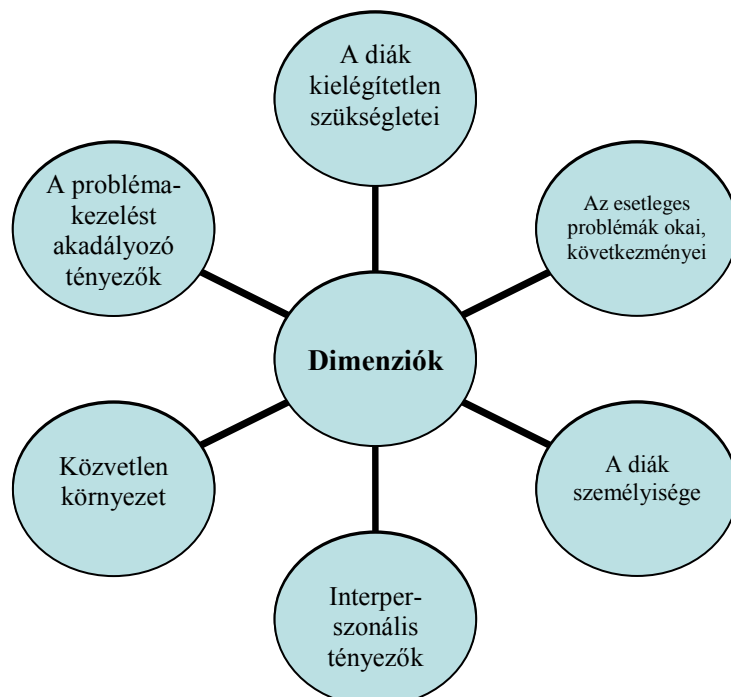 A diák
kielégítetlen
szükségletei
A probléma-
kezelést
akadályozó
tényezők
Az esetleges
problémák okai,
következményei
Dimenziók
Közvetlen
környezet
A diák
személyisége
Interper-
szonális
tényezők